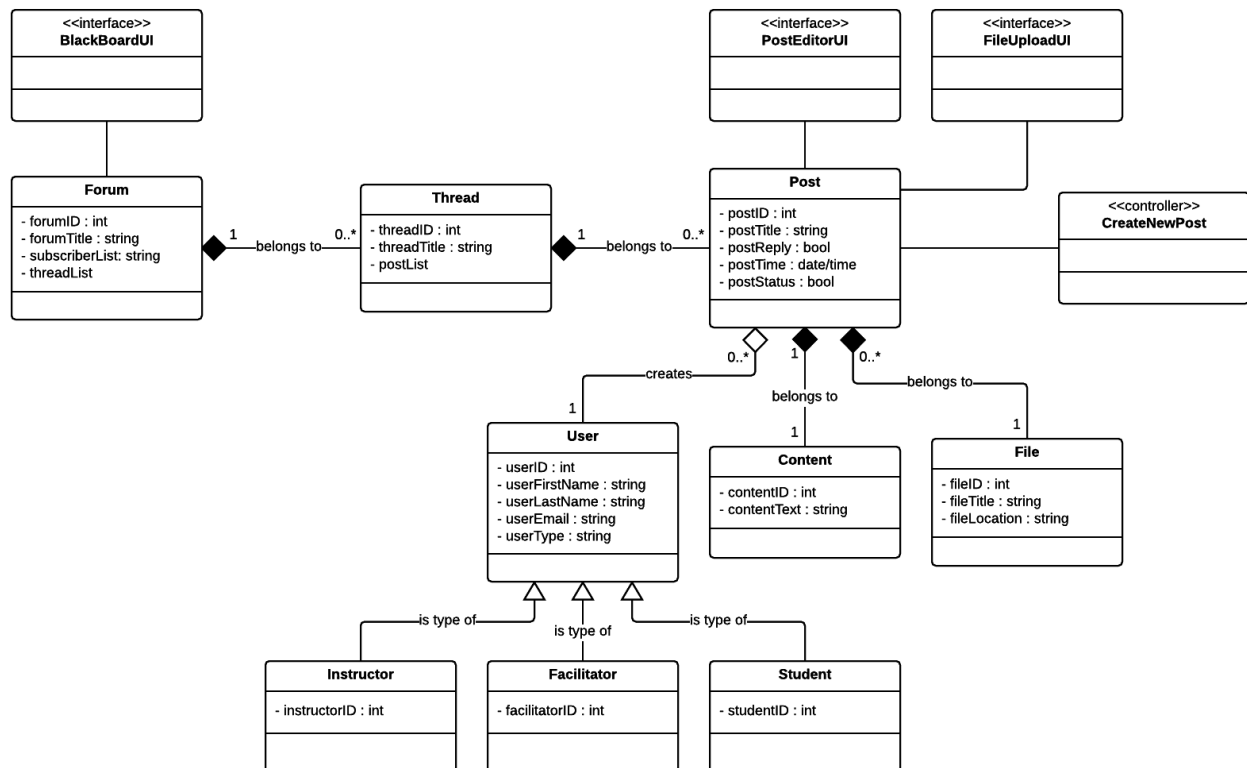 <<interface>>
BlackBoardUI
<<interface>>
PostEditorUI
<<interface>>
FileUploadUI
Forum
- forumID : int
- forumTitle : string
- subscriberList: string
- threadList
1
belongs to
0..*
Thread
- threadID : int
- threadTitle : string
- postList
1
belongs to
0..*
Post
- postID : int
- postTitle : string
- postReply : bool
- postTime : date/time
- postStatus : bool
<<controller>>
CreateNewPost
0..*
creates
1
1
belongs to
1
0..*
belongs to
1
User
- userID : int
- userFirstName : string
- userLastName : string
- userEmail : string
- userType : string
Content
- contentID : int
- contentText : string
File
- fileID : int
- fileTitle : string
- fileLocation : string
is type of
is type of
is type of
Instructor
- instructorID : int
Facilitator
- facilitatorID : int
Student
- studentID : int